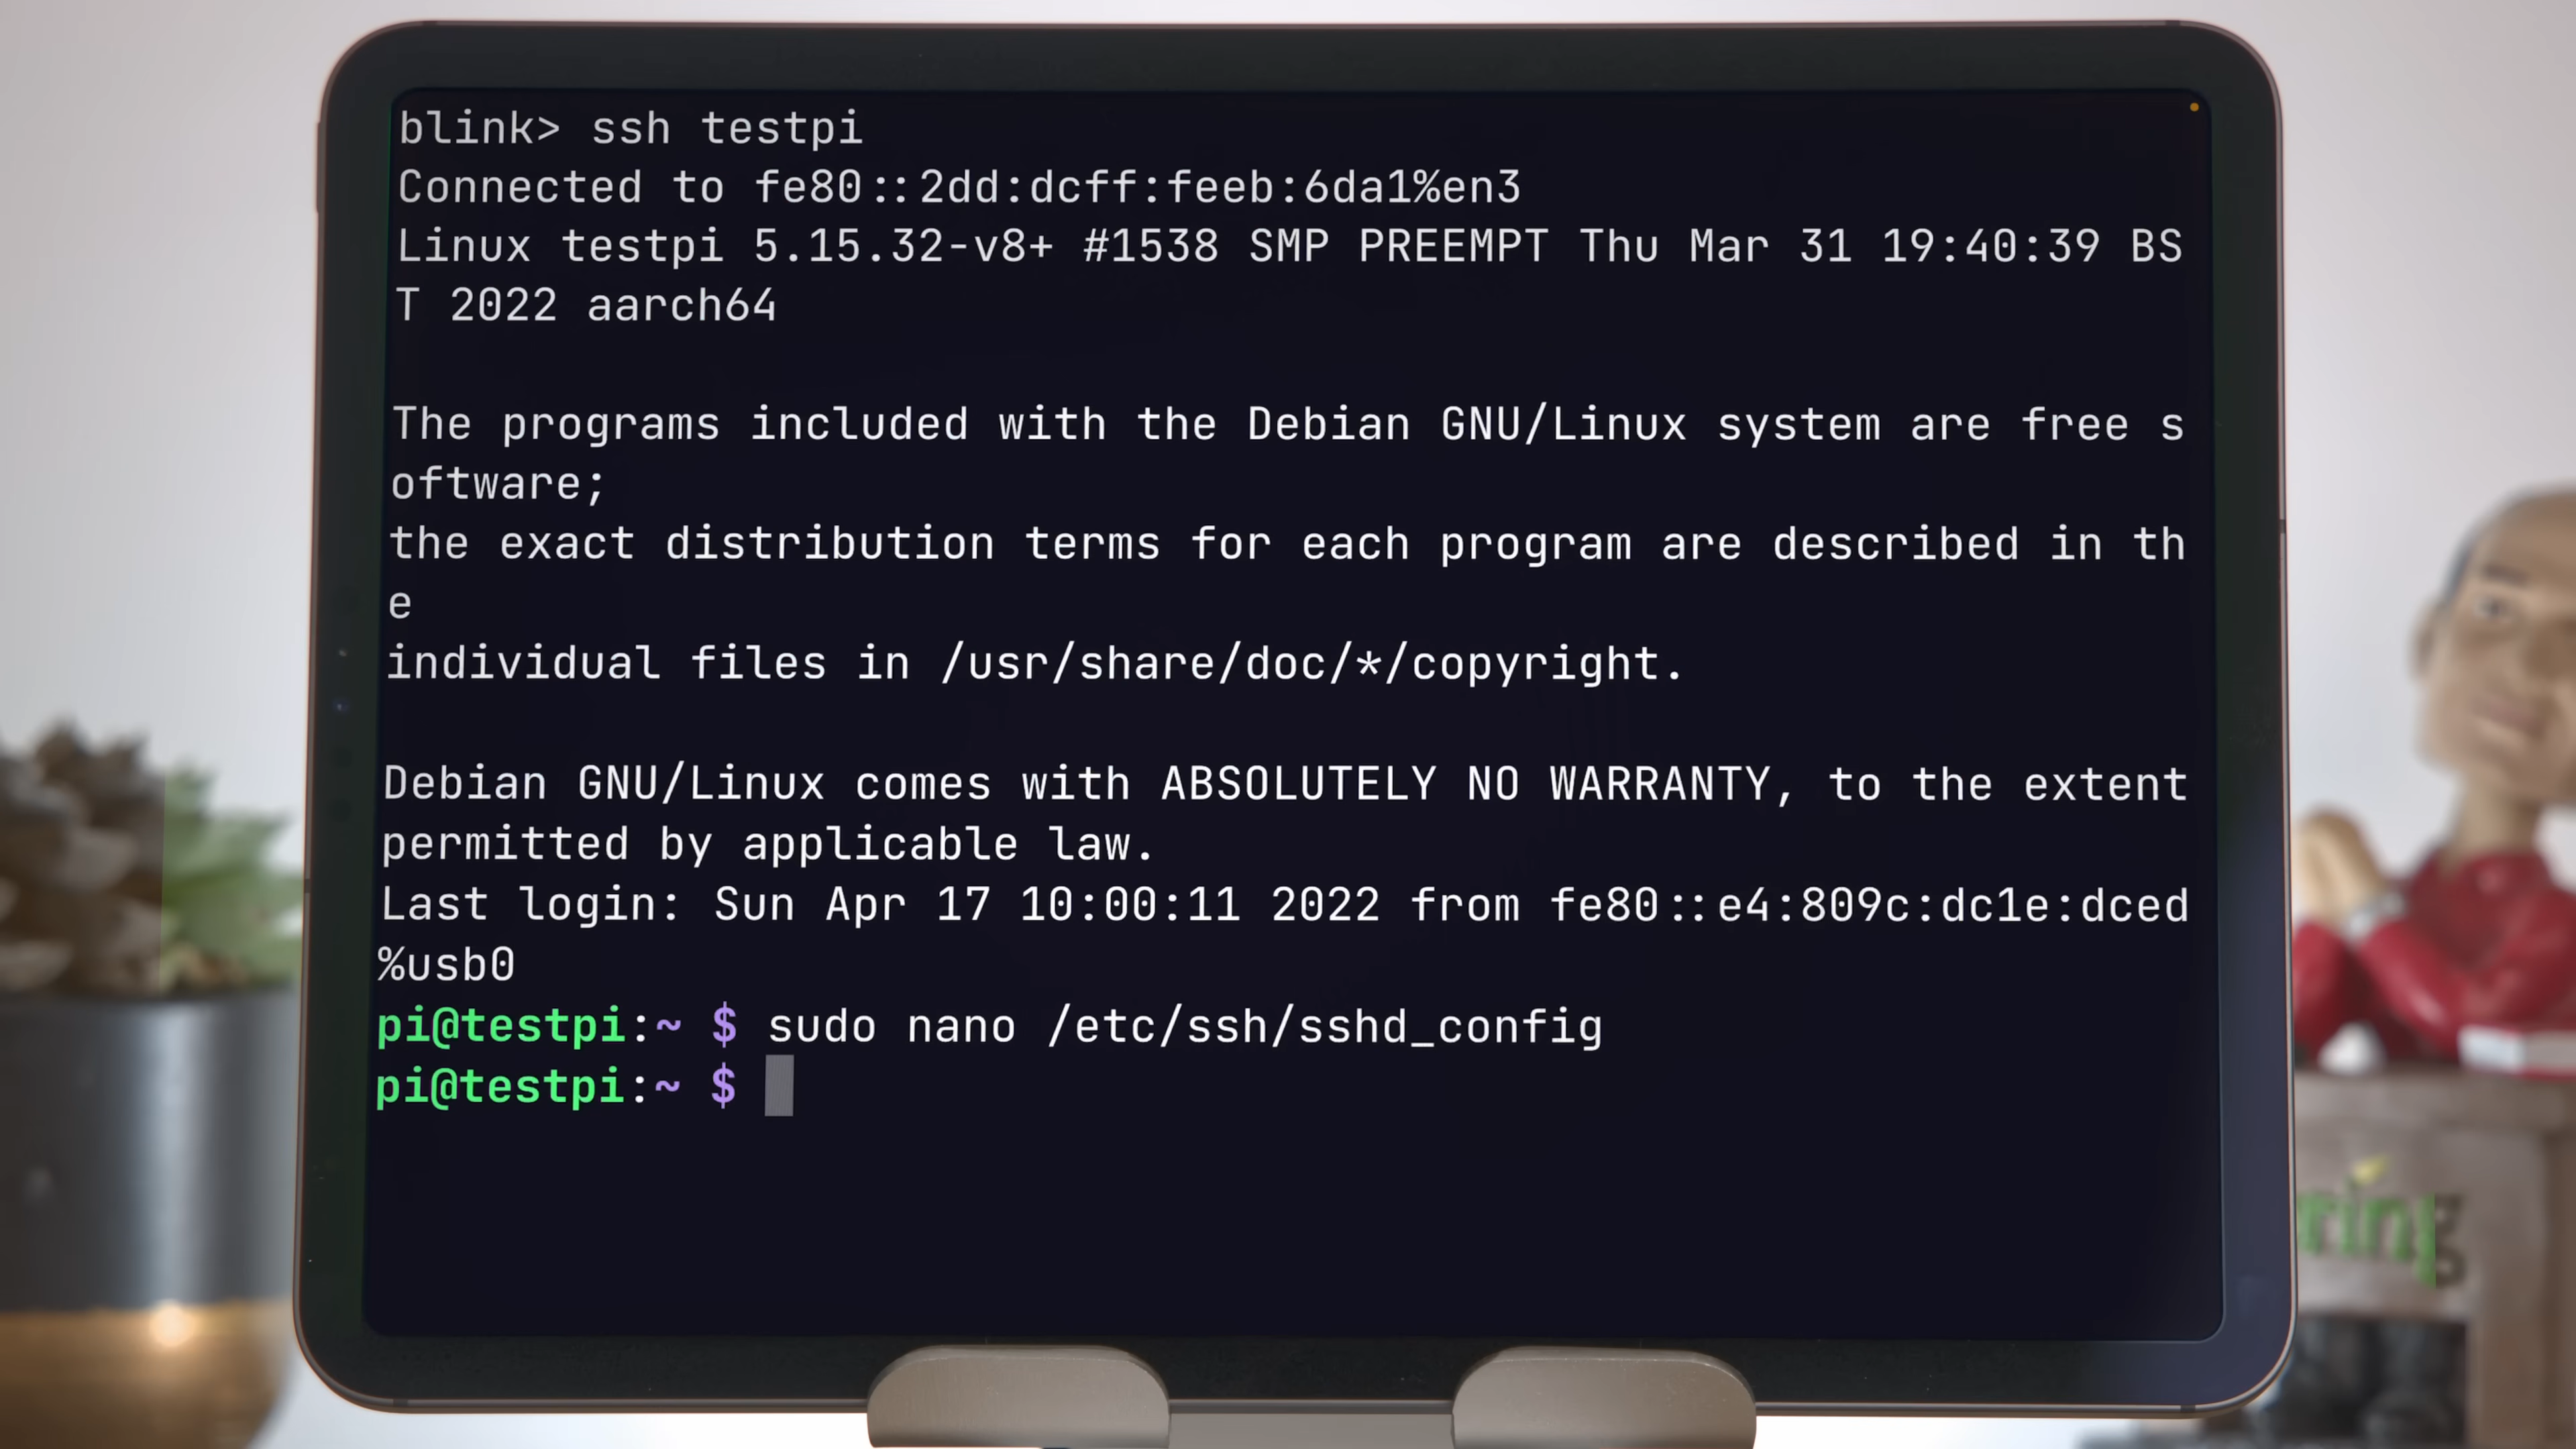 blink> ssh testpi
Connected to fe80::2dd:dcff:feeb:6da1%en3
Linux testpi 5.15.32-v8+ #1538 SMP PREEMPT Thu Mar 31 19:40:39 BS
T 2022 aarch64
The programs included with the Debian GNU/Linux system are free s
oftware;
the exact distribution terms for each program are described in th
e
individual files in /usr/share/doc/*/copyright.
Debian GNU/Linux comes with ABSOLUTELY NO WARRANTY, to the extent
permitted by applicable law.
Last login: Sun Apr 17 10:00:11 2022 from fe80::e4:809c:dc1e:dced
%usb0
pi@testpi:~ $ sudo nano /etc/ssh/sshd_config
pi@testpi:~ $